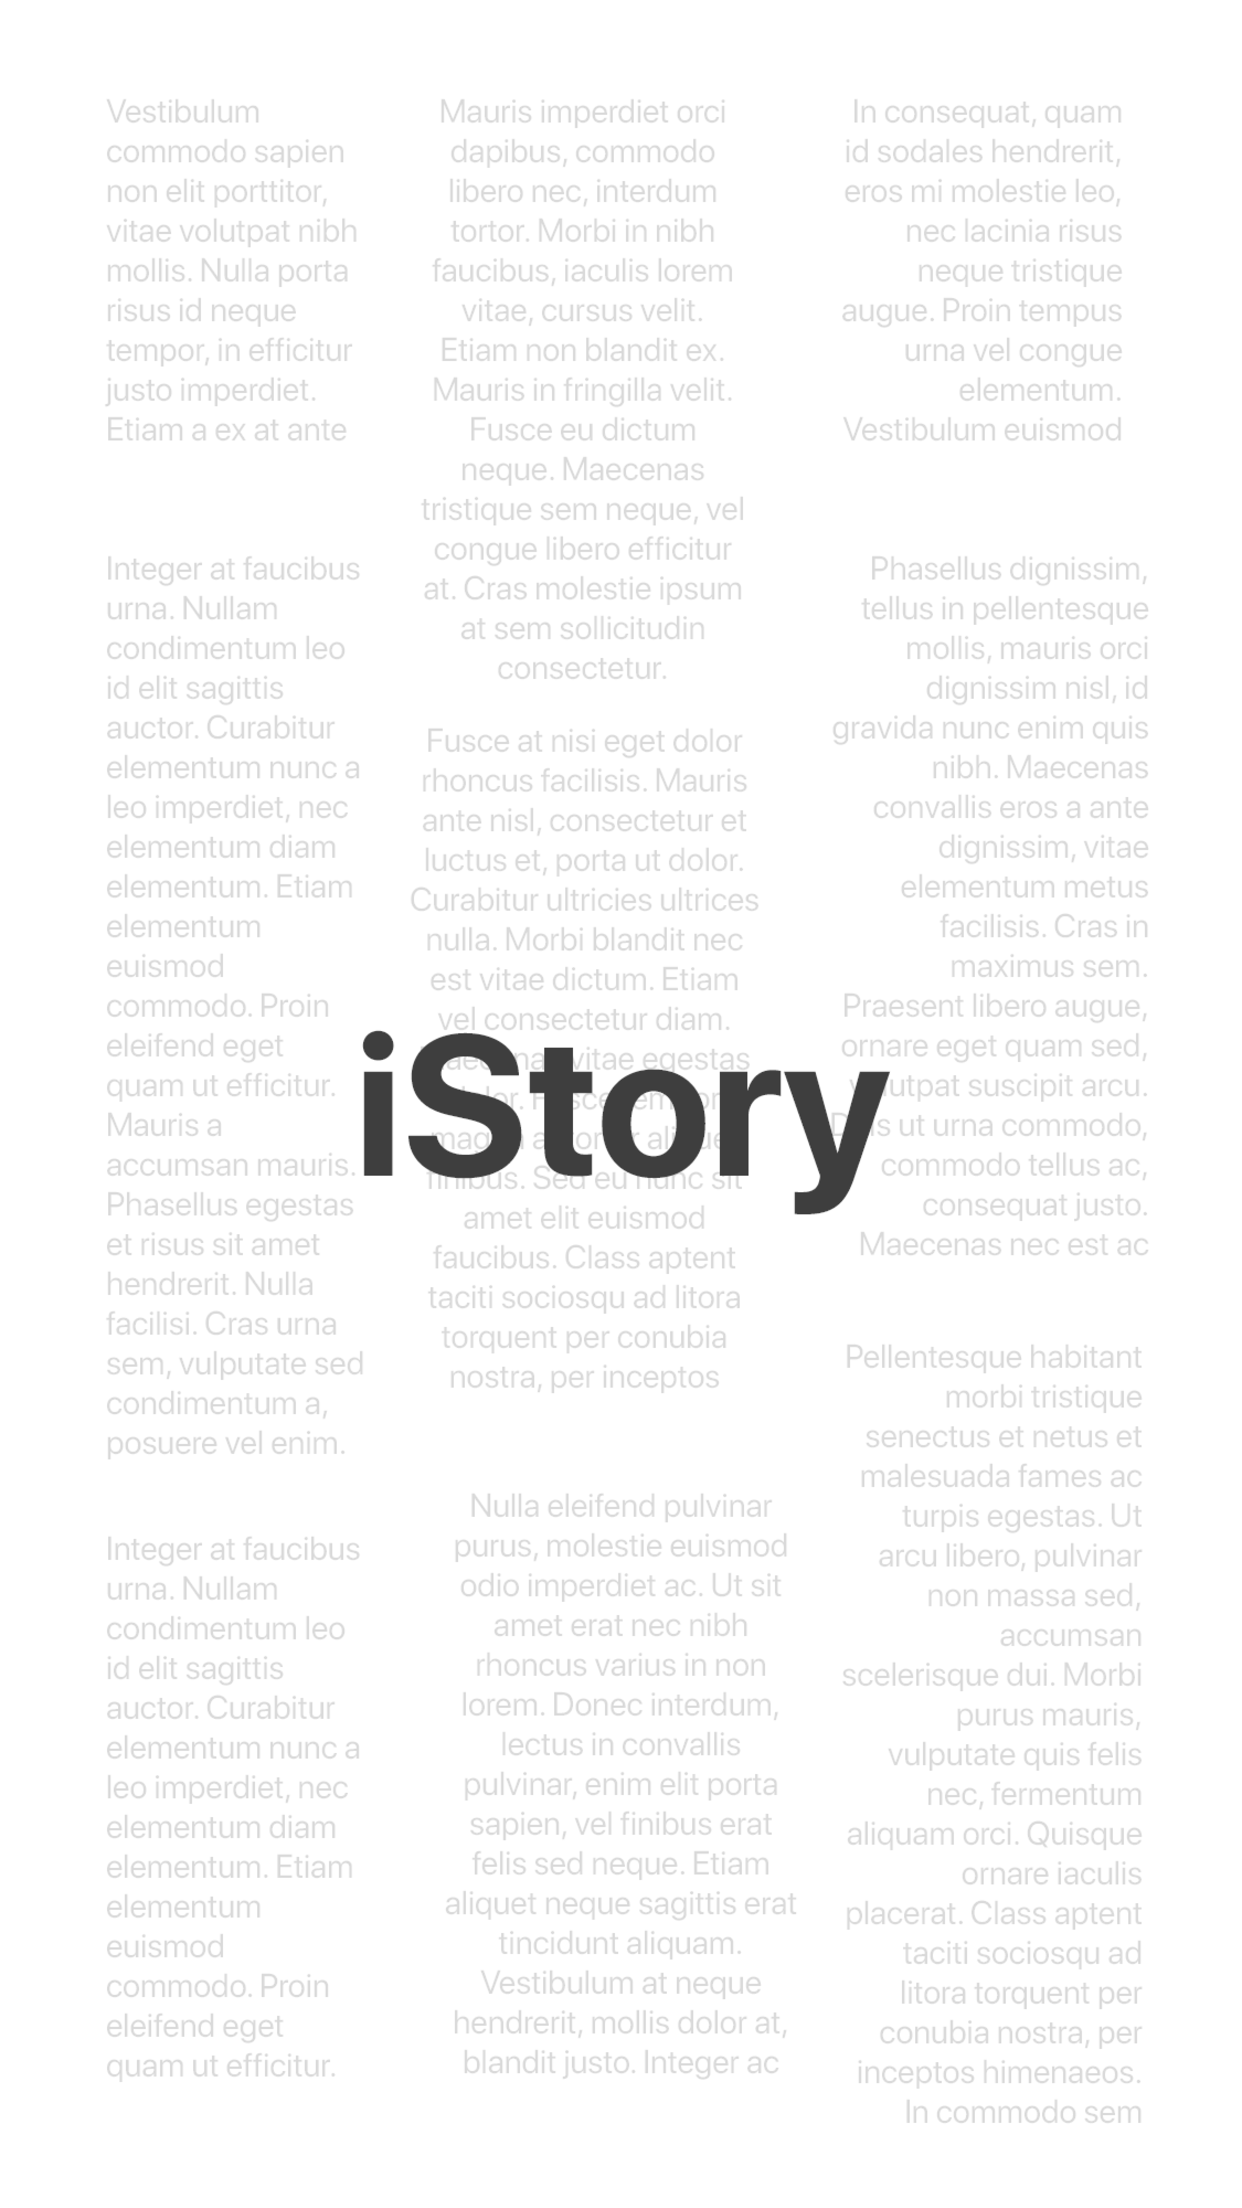 Vestibulum
commodo sapien
non elit porttitor,
vitae volutpat nibh
mollis. Nulla porta
risus id neque
tempor, in efficitur
justo imperdiet.
Etiam a ex at ante
Integer at faucibus
urna. Nullam
condimentum leo
id elit sagittis
auctor. Curabitur
elementum nunc a
leo imperdiet, nec
elementum diam
elementum. Etiam
elementum
euismod
commodo. Proin
eleifend eget
quam ut efficitur.
Mauris a
accumsan mauris.
Phasellus egestas
et risus sit amet
hendrerit. Nulla
facilisi. Cras urna
sem, vulputate sed
condimentum a,
posuere vel enim.
Integer at faucibus
urna. Nullam
condimentum leo
id elit sagittis
auctor. Curabitur
elementum nunc a
leo imperdiet, nec
elementum diam
elementum. Etiam
elementum
euismod
commodo. Proin
eleifend eget
quam ut efficitur.
Mauris imperdiet orci
dapibus, commodo
libero nec, interdum
tortor. Morbi in nibh
faucibus, iaculis lorem
vitae, cursus velit.
Etiam non blandit ex.
Mauris in fringilla velit.
Fusce eu dictum
neque. Maecenas
tristique sem neque, vel
congue libero efficitur
at. Cras molestie ipsum
at sem sollicitudin
consectetur.
Fusce at nisi eget dolor
rhoncus facilisis. Mauris
ante nisl, consectetur et
luctus et, porta ut dolor.
Curabitur ultricies ultrices
nulla. Morbi blandit nec
est vitae dictum. Etiam
vel consectetur diam.
vitae egestas
iStory
finibus. Sed eu nunc sit
amet elit euismod
faucibus. Class aptent
taciti sociosqu ad litora
torquent per conubia
nostra, per inceptos
Nulla eleifend pulvinar
purus, molestie euismod
odio imperdiet ac. Ut sit
amet erat nec nibh
rhoncus varius in non
lorem. Donec interdum,
lectus in convallis
pulvinar, enim elit porta
sapien, vel finibus erat
felis sed neque. Etiam
aliquet neque sagittis erat
tincidunt aliquam.
Vestibulum at neque
hendrerit, mollis dolor at,
blandit justo. Integer ac
In consequat, quam
id sodales hendrerit,
eros mi molestie leo,
nec lacinia risus
neque tristique
augue. Proin tempus
urna vel congue
elementum.
Vestibulum euismod
Phasellus dignissim,
tellus in pellentesque
mollis, mauris orci
dignissim nisl, id
gravida nunc enim quis
nibh. Maecenas
convallis eros a ante
dignissim, vitae
elementum metus
facilisis. Cras in
maximus sem.
Praesent libero augue,
ornare eget quam sed,
suscipit arcu.
ut urna commodo,
commodo tellus ac,
consequat justo.
Maecenas nec est ac
Pellentesque habitant
morbi tristique
senectus et netus et
malesuada fames ac
turpis egestas. Ut
arcu libero, pulvinar
non massa sed,
accumsan
scelerisque dui. Morbi
purus mauris,
vulputate quis felis
nec, fermentum
aliquam orci. Quisque
ornare iaculis
placerat. Class aptent
taciti sociosqu ad
litora torquent per
conubia nostra, per
inceptos himenaeos.
In commodo sem